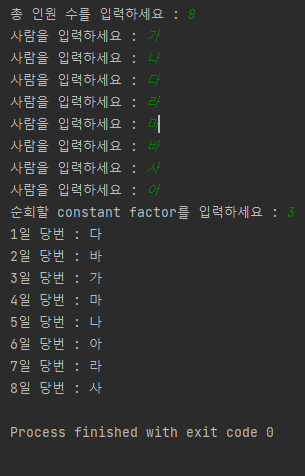 총 인원 수를 입력하세요 : 8
사람을 입력하세요 : 가
사람을 입력하세요 : 나
사람을 입력하세요 : 다
사람을 입력하세요 : 라
사람을 입력하세요 : 마
사람을 입력하세요 : 바
사람을 입력하세요 : 사
사람을 입력하세요 : 아
순회할 constant factor를 입력하세요 : 3
1일 당번 : 다
2일 당번 : 바
3일 당번 : 가
4일 당번 : 마
5일 당번 : 나
6일 당번 : 아
7일 당번 : 라
8일 당번 : 사
Process finished with exit code 0